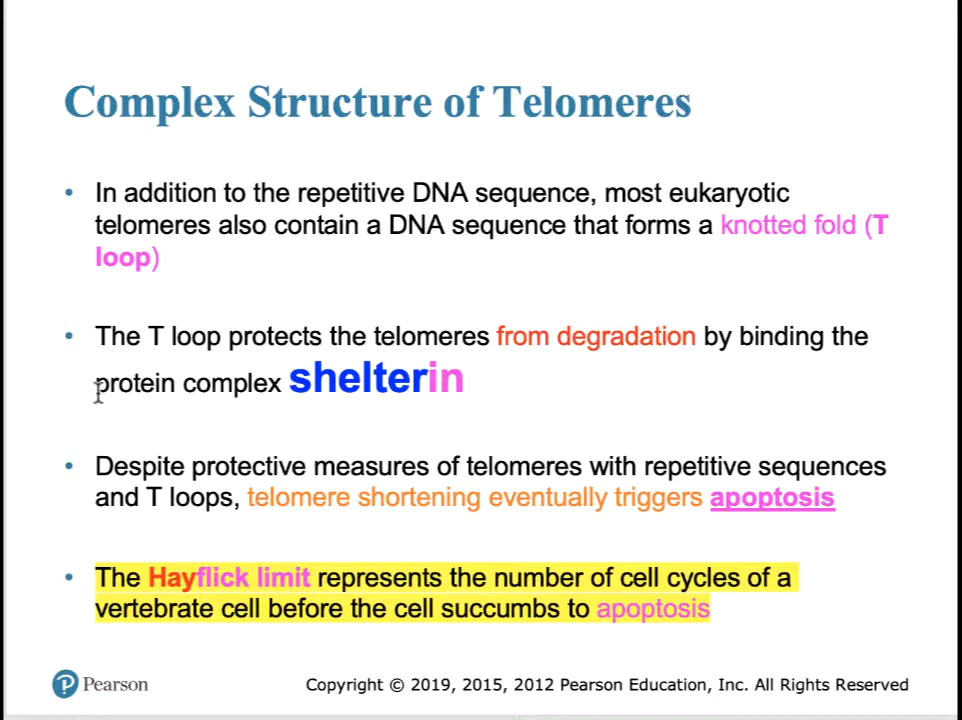 Complex Structure of Telomeres
• In addition to the repetitive DNA sequence, most eukaryotic
telomeres also contain a DNA sequence that forms a knotted fold (T
loop)
• The T loop protects the telomeres from degradation by binding the
protein complex shelterin
• Despite protective measures of telomeres with repetitive sequences
and T loops, telomere shortening eventually triggers apoptosis
• The Hayflick limit represents the number of cell cycles of a
vertebrate cell before the cell succumbs to apoptosis
Pearson
Copyright © 2019, 2015, 2012 Pearson Education, Inc. All Rights Reserved